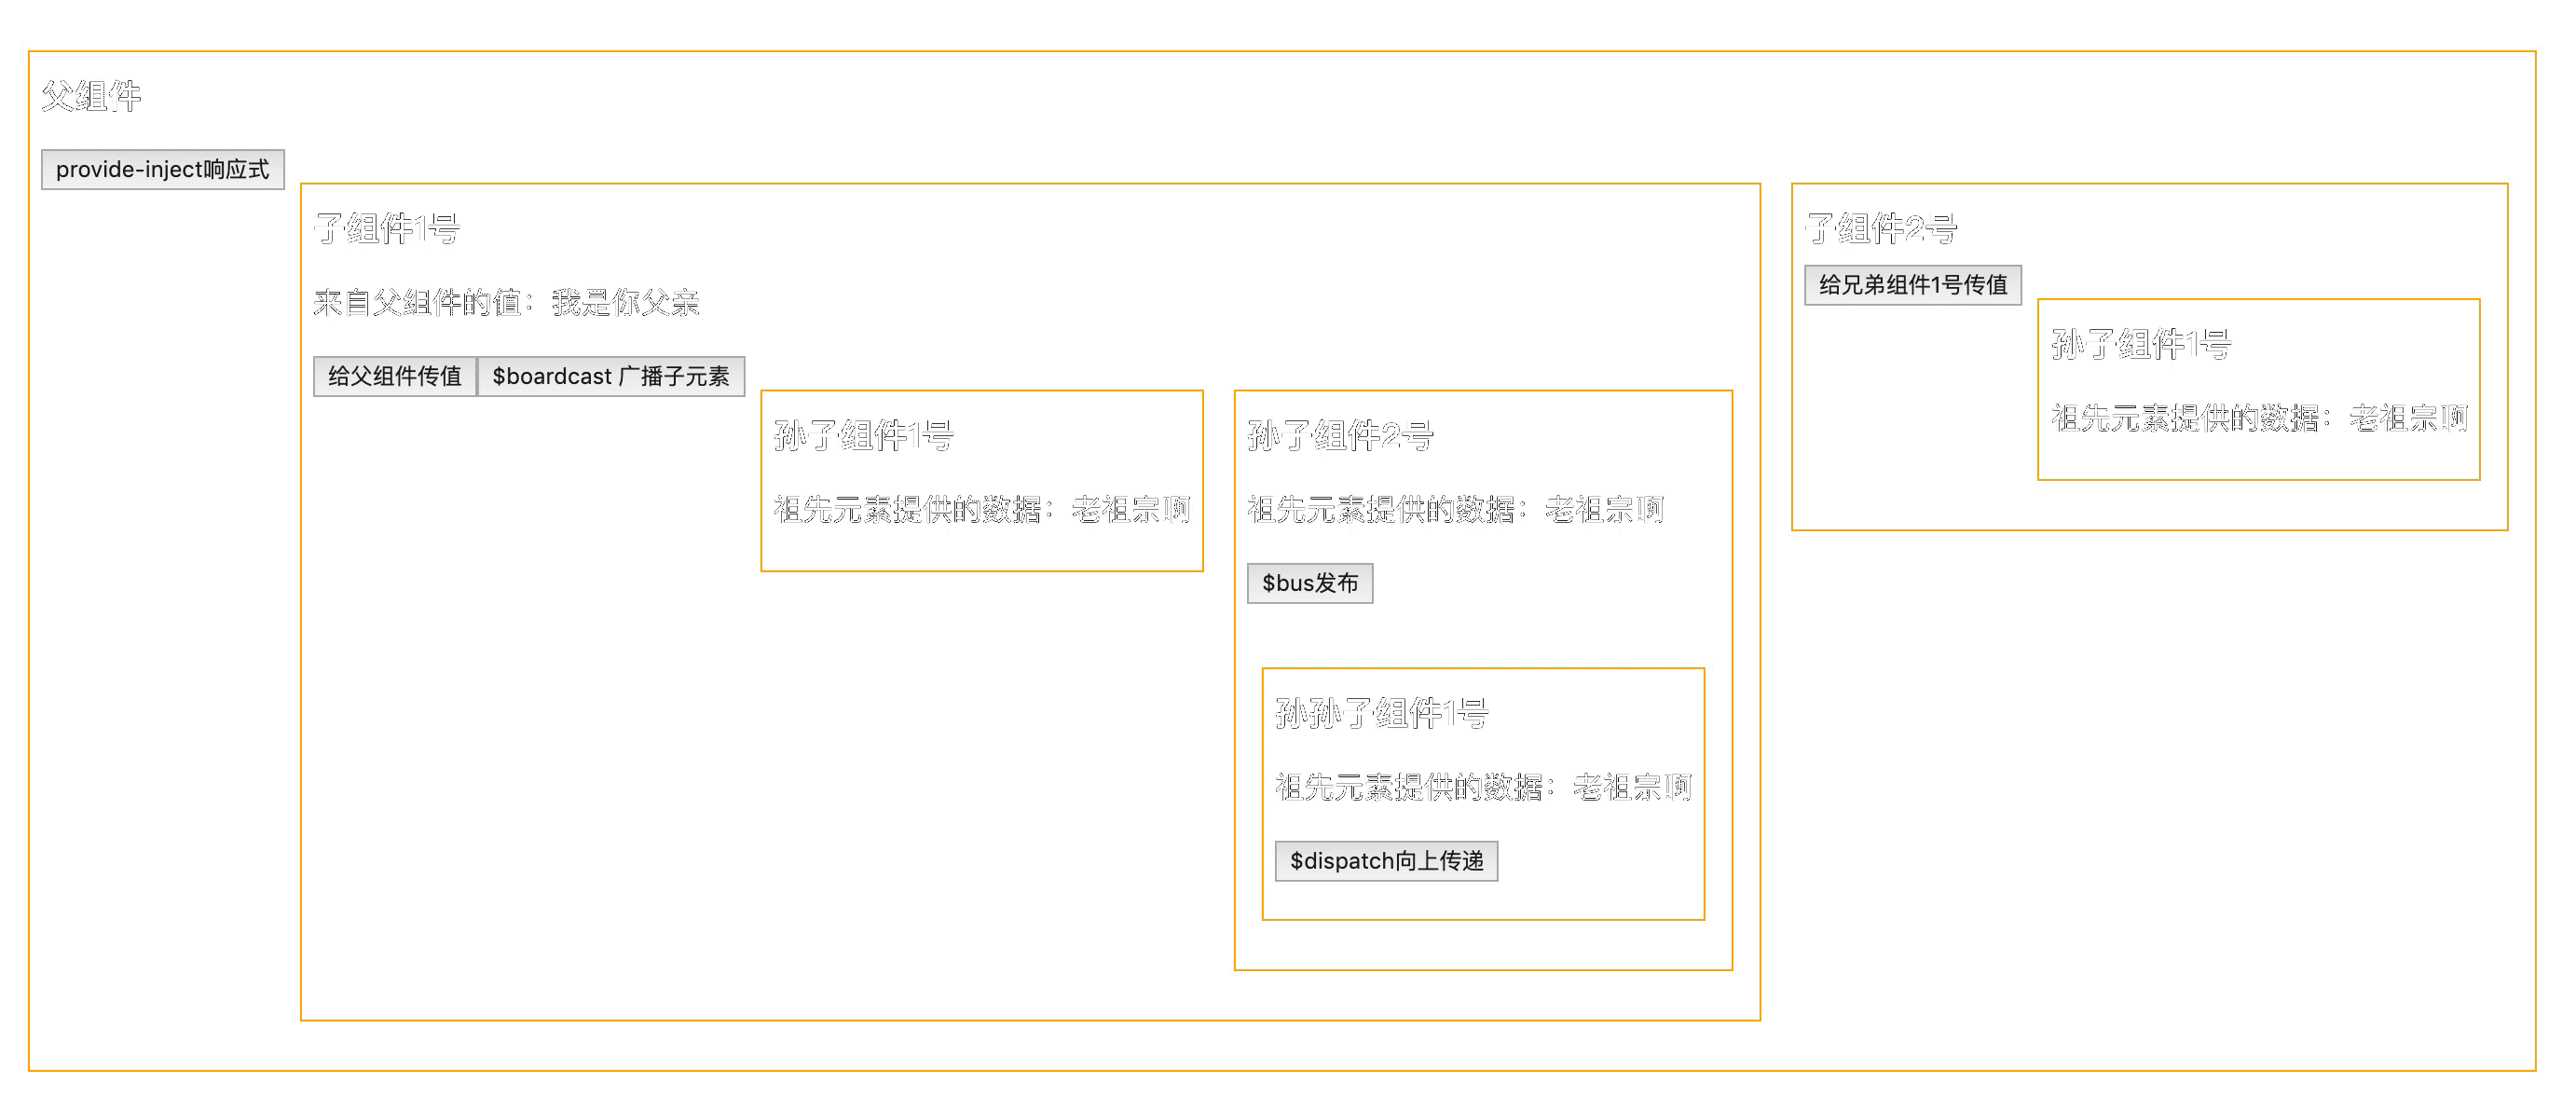 父组件
provide-inject响应式
子组件1号
来自父组件的值：我是你父亲
给父组件传值
$boardcast 广播子元素
孙子组件1号
祖先元素提供的数据：老祖宗啊
孙子组件2号
祖先元素提供的数据：老祖宗啊
$bus发布
孙孙子组件1号
祖先元素提供的数据：老祖宗啊
$dispatch向上传递
子组件2号
给兄弟组件1号传值
孙子组件1号
祖先元素提供的数据：老祖宗啊